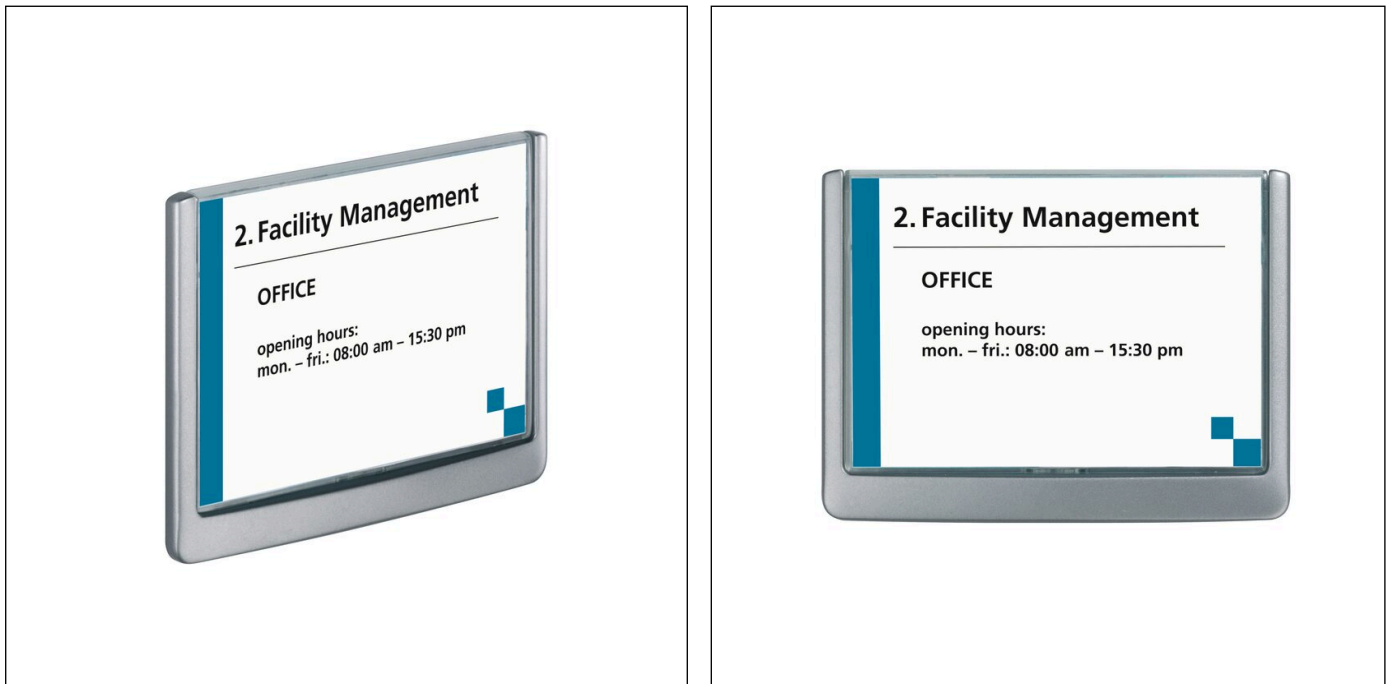 2. Facility Management
OFFICE
opening hours:
mon. – fri.: 08:00 am – 15:30 pm
2. Facility Management
OFFICE
opening hours:
mon. – fri.: 08:00 am – 15:30 pm